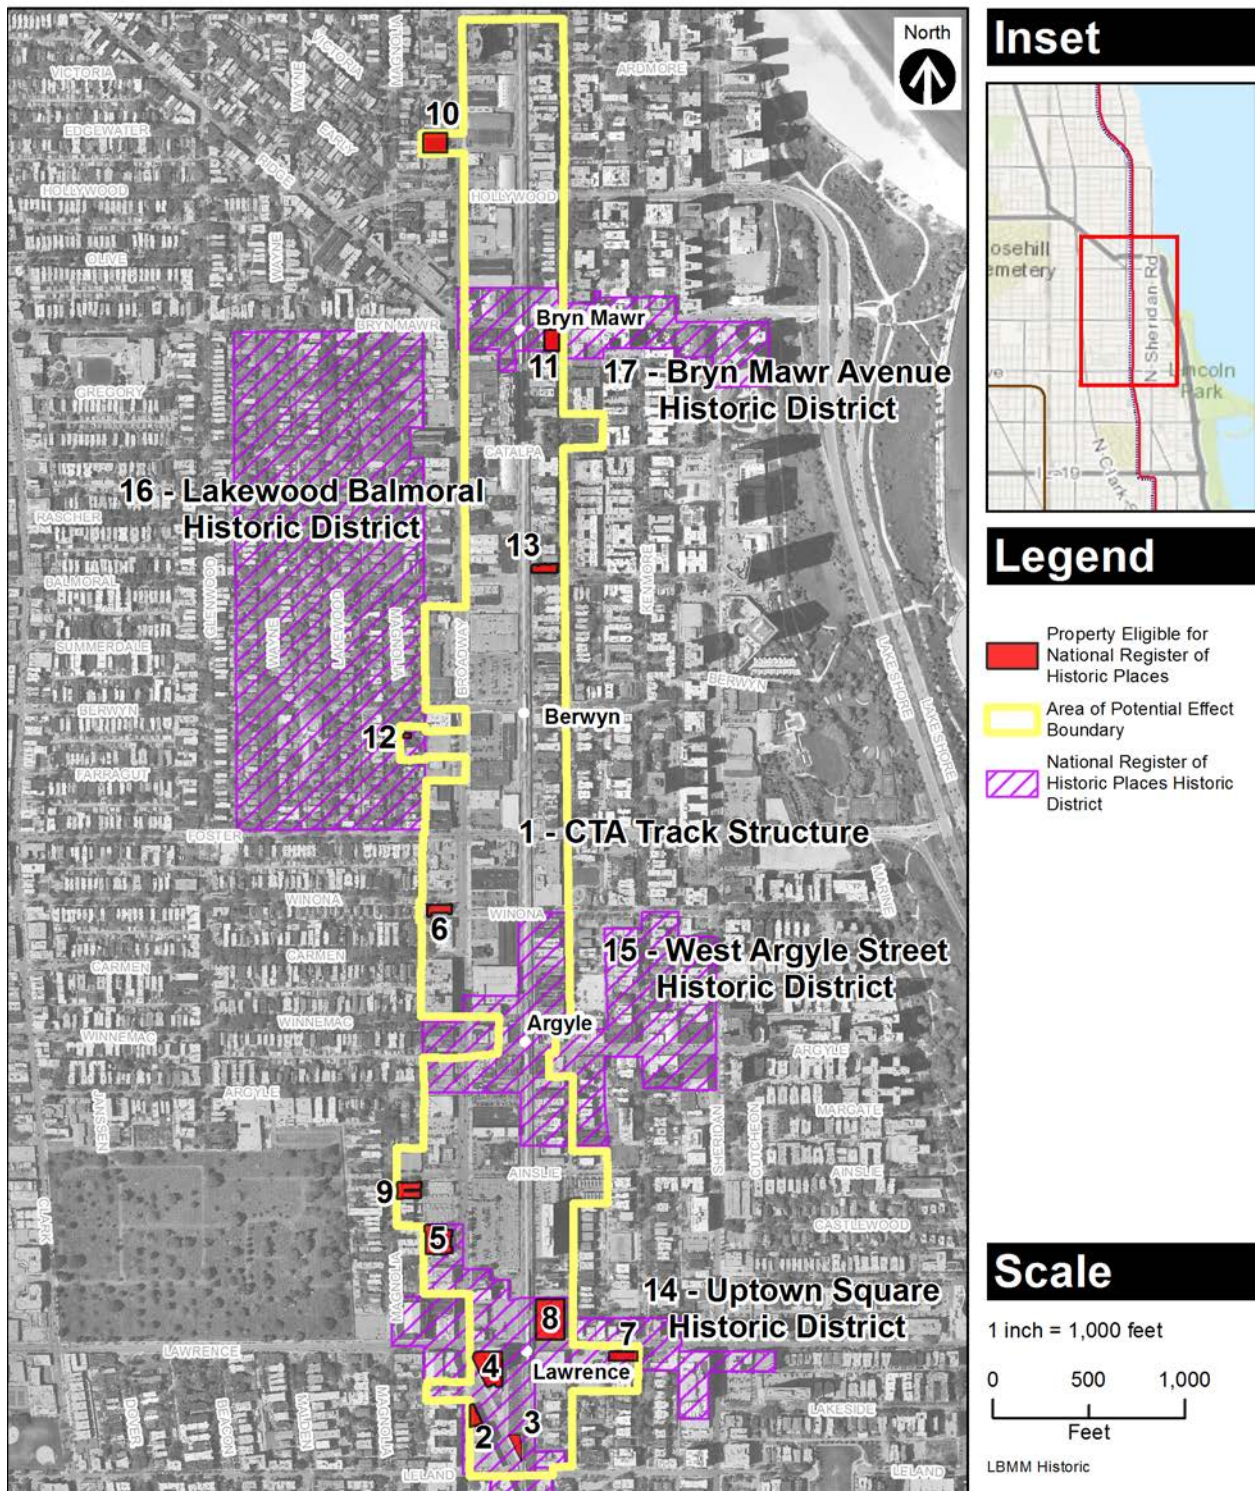 North
Inset
VICTORIA
WAYNE
VICTORIA
MAGNOLIA
ARDMORE
10
EDGEWATER
EARLY
RIDGE
HOLLYWOOD
HOLLYWOOD
OLIVE
WAYNE
BRYN MAWR
Bryn Mawr
11
17 - Bryn Mawr Avenue
Historic District
GREGORY
CATALPA
16 - Lakewood Balmoral
Historic District
RASCHER
13
BALMORAL
GLENWOOD
WAYNE
LAKEWOOD
MAGNOLIA
BROADWAY
KENMORE
SUMMERDALE
BERWYN
LAKE SHORE
LAKE SHORE
BERWYN
Berwyn
12
FARRAGUT
FOSTER
1 - CTA Track Structure
MARINE
WINONA
6
WINONA
15 - West Argyle Street
Historic District
CARMEN
CARMEN
WINNEMAC
WINNEMAC
Argyle
ARGYLE
ARGYLE
JANSSEN
MARGATE
SHERIDAN
CUTCHEON
AINSLIE
AINSLIE
9
CLARK
CASTLEWOOD
5
MAGNOLIA
14 - Uptown Square
Historic District
8
7
LAWRENCE
4
Lawrence
LAKESIDE
DOVER
BEACON
MAIDEN
MAGNOLIA
2
3
LELAND
LELAND
osehill
emetery
N Sheridan Rd
Lincoln
Park
ve
N Clark
IL-19
Legend
Property Eligible for
National Register of
Historic Places
Area of Potential Effect
Boundary
National Register of
Historic Places Historic
District
Scale
1 inch = 1,000 feet
0 500 1,000
Feet
LBMM Historic